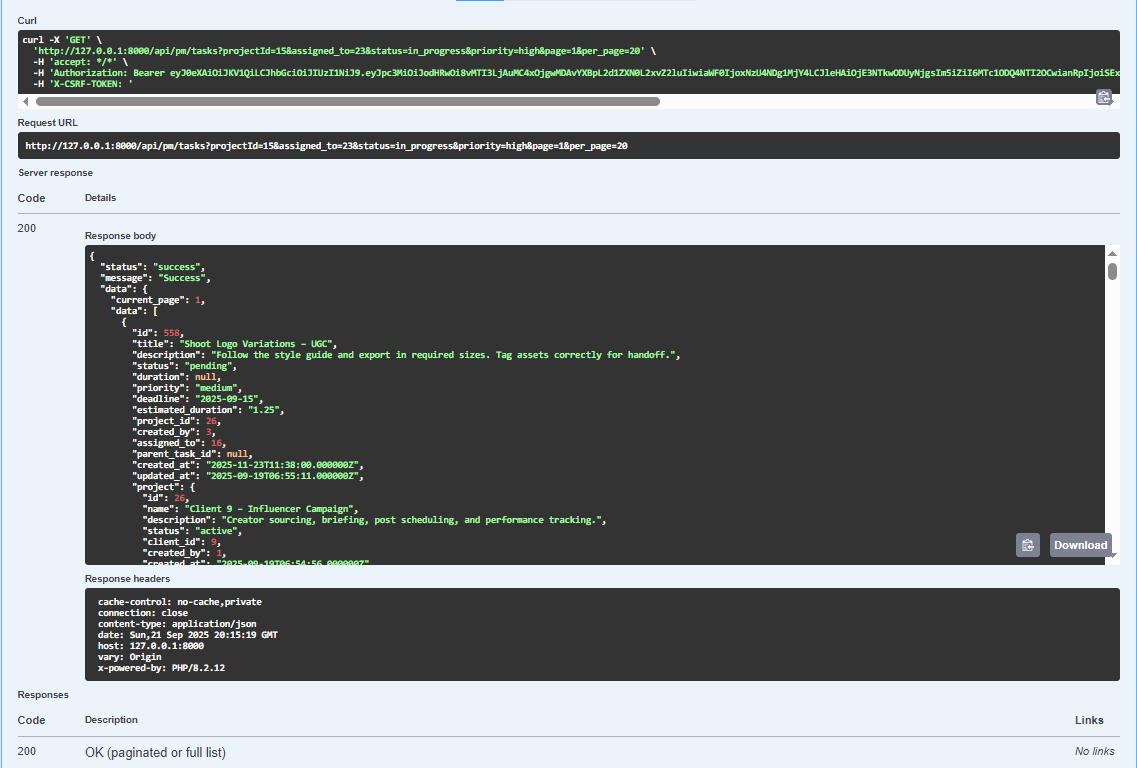 Curl
curl -X 'GET' \
'http://127.0.0.1:8000/api/pm/tasks?projectId=15&assigned_to=23&status=in_progress&priority=high&page=1&per_page=20' \
-H 'accept: */*' \
-H 'Authorization: Bearer
-H 'X-CSRF-TOKEN: '
Request URL
http://127.0.0.1:8000/api/pm/tasks?projectId=15&assigned_to=23&status=in_progress&priority=high&page=1&per_page=20
Server response
Code Details
200
Response body
{
"status": "success",
"message": "Success",
"data": {
"current_page": 1,
"data": [
{
"id": 558,
"title": "Shoot Logo Variations – UGC",
"description": "Follow the style guide and export in required sizes. Tag assets correctly for handoff.",
"status": "pending",
"duration": null,
"priority": "medium",
"deadline": "2025-09-15",
"estimated_duration": "1.25",
"project_id": 26,
"created_by": 3,
"assigned_to": 16,
"parent_task_id": null,
"created_at": "2025-11-23T11:38:00.000000Z",
"updated_at": "2025-09-19T06:55:11.000000Z",
"project": {
"id": 26,
"name": "Client 9 – Influencer Campaign",
"description": "Creator sourcing, briefing, post scheduling, and performance tracking.",
"status": "active",
"client_id": 9,
"created_by": 1,
"created_at": "2025-09-19T06:54:56.000000Z"
Download
Response headers
cache-control: no-cache,private
connection: close
content-type: application/json
date: Sun,21 Sep 2025 20:15:19 GMT
host: 127.0.0.1:8000
vary: Origin
x-powered-by: PHP/8.2.12
Responses
Code Description Links
200 OK (paginated or full list) No links